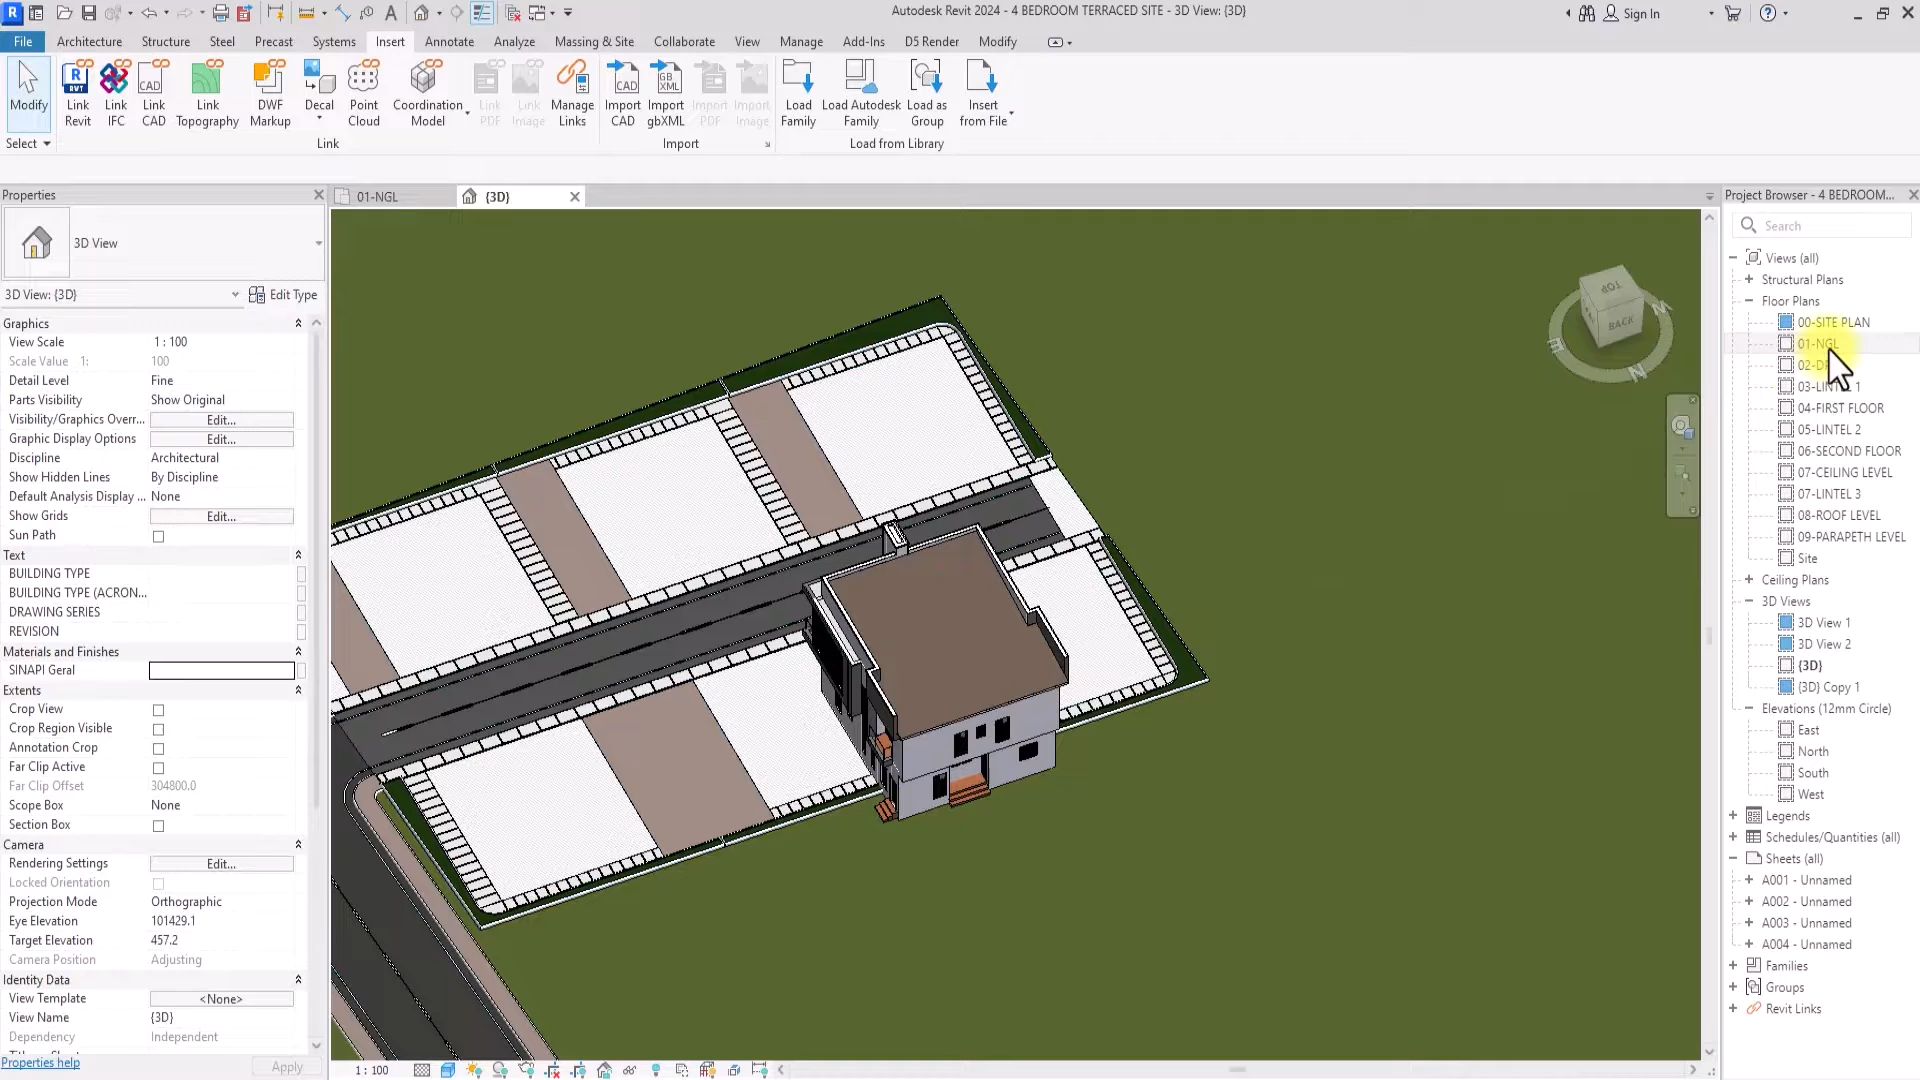 Autodesk Revit 2024 - 4 BEDROOM TERRACED SITE - 3D View: {3D}
Sign In
File Architecture Structure Steel Precast Systems Insert Annotate Analyze Massing & Site Collaborate View Manage Add-Ins D5 Render Modify
Modify
Link Revit
Link IFC
Link CAD
Link Topography
DWF Markup
Decal
Point Cloud
Coordination Model
Link PDF
Link Image
Manage Links
Import CAD
Import gbXML
Import PDF
Import Image
Load Family
Load Autodesk Family
Load as Group
Insert from File
Select
Link
Import
Load from Library
Properties
3D View
3D View: {3D}
Edit Type
Graphics
View Scale 1 : 100
Scale Value 1: 100
Detail Level Fine
Parts Visibility Show Original
Visibility/Graphics Overr... Edit...
Graphic Display Options Edit...
Discipline Architectural
Show Hidden Lines By Discipline
Default Analysis Display ... None
Show Grids Edit...
Sun Path
Text
BUILDING TYPE
BUILDING TYPE (ACRON...
DRAWING SERIES
REVISION
Materials and Finishes
SINAPI Geral
Extents
Crop View
Crop Region Visible
Annotation Crop
Far Clip Active
Far Clip Offset 304800.0
Scope Box None
Section Box
Camera
Rendering Settings Edit...
Locked Orientation
Projection Mode Orthographic
Eye Elevation 101429.1
Target Elevation 457.2
Camera Position Adjusting
Identity Data
View Template <None>
View Name {3D}
Dependency Independent
Properties help
Apply
01-NGL
{3D}
TOP
BACK
N
E
1 : 100
Project Browser - 4 BEDROOM...
Search
Views (all)
Structural Plans
Floor Plans
00-SITE PLAN
01-NGL
03-LINTEL 1
04-FIRST FLOOR
05-LINTEL 2
06-SECOND FLOOR
07-CEILING LEVEL
07-LINTEL 3
08-ROOF LEVEL
09-PARAPETH LEVEL
Site
Ceiling Plans
3D Views
3D View 1
3D View 2
{3D}
{3D} Copy 1
Elevations (12mm Circle)
East
North
South
West
Legends
Schedules/Quantities (all)
Sheets (all)
A001 - Unnamed
A002 - Unnamed
A003 - Unnamed
A004 - Unnamed
Families
Groups
Revit Links